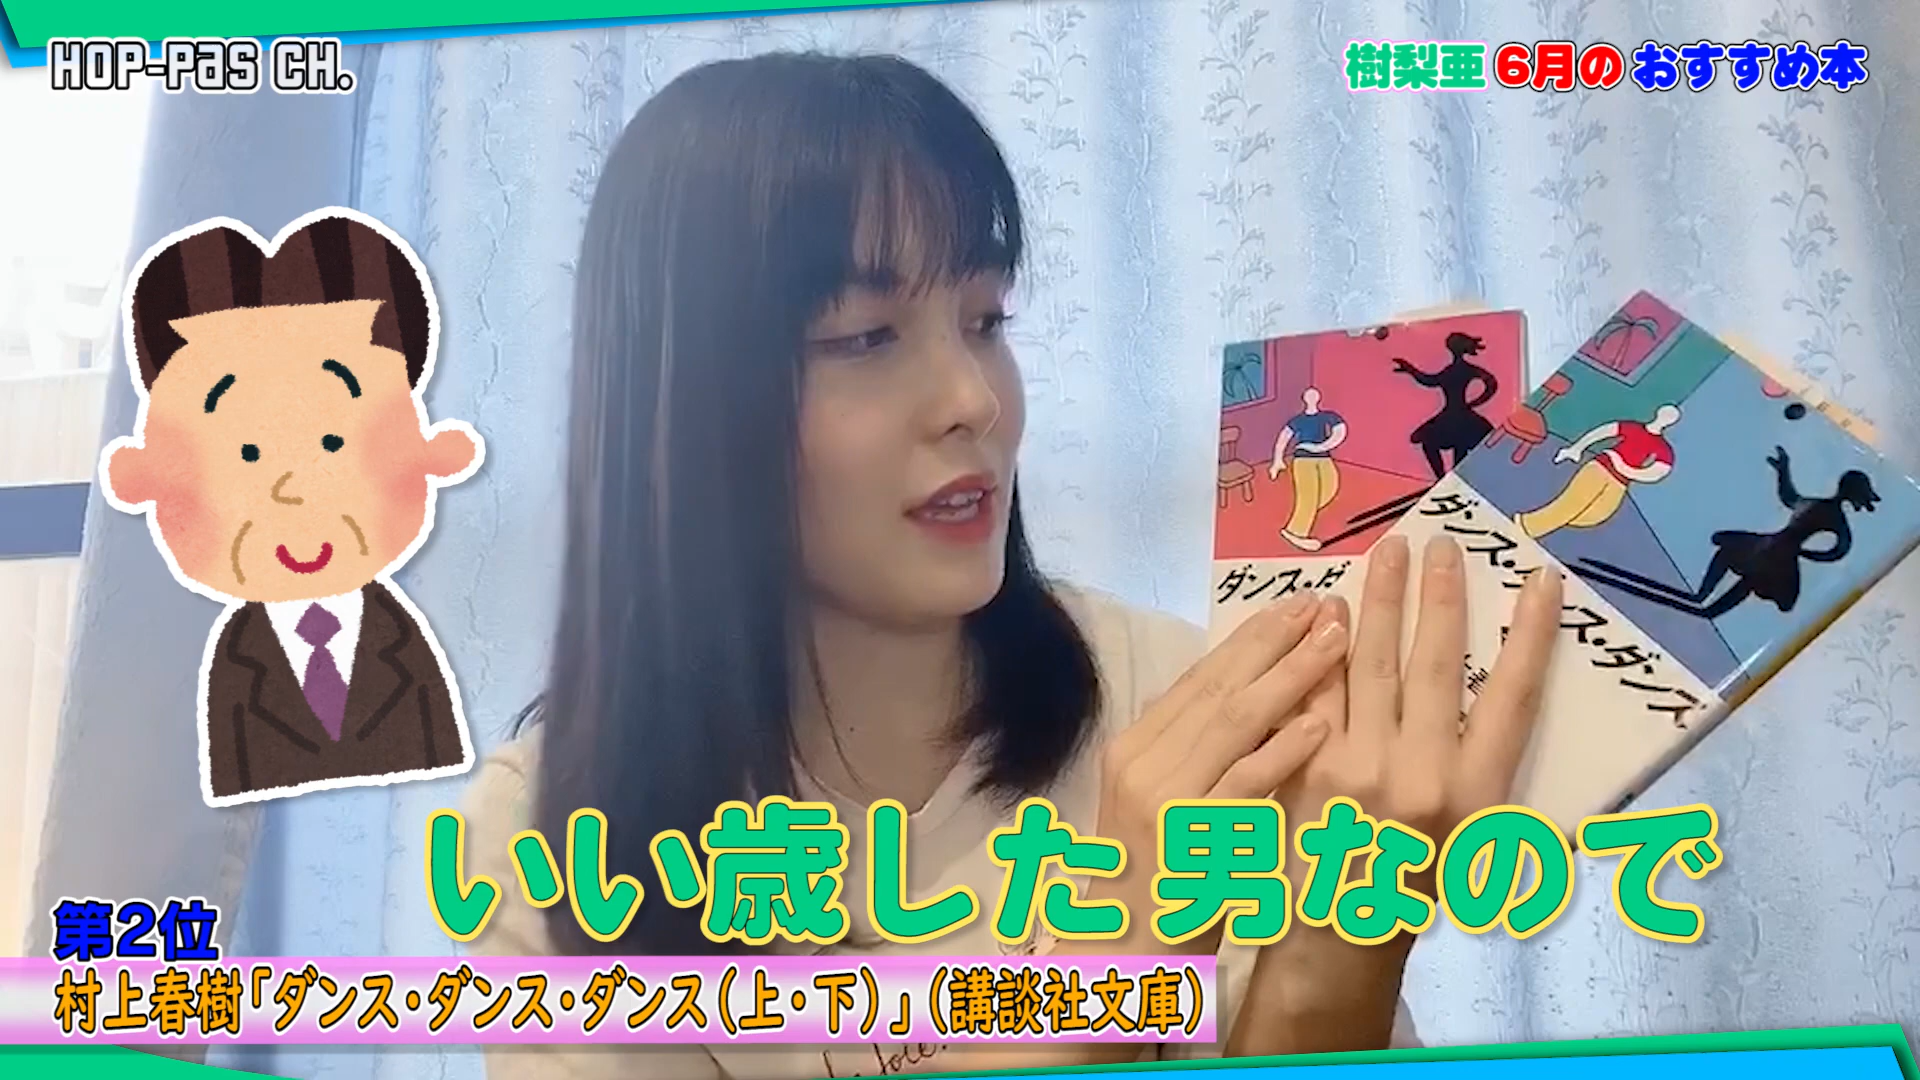 HOP-PaS CH.
樹梨亜 6月の おすすめ本
ダンス・ダ
ダンス・ダンス・ダンス
いい歳した男なので
第2位
村上春樹「ダンス・ダンス・ダンス(上・下)」(講談社文庫)